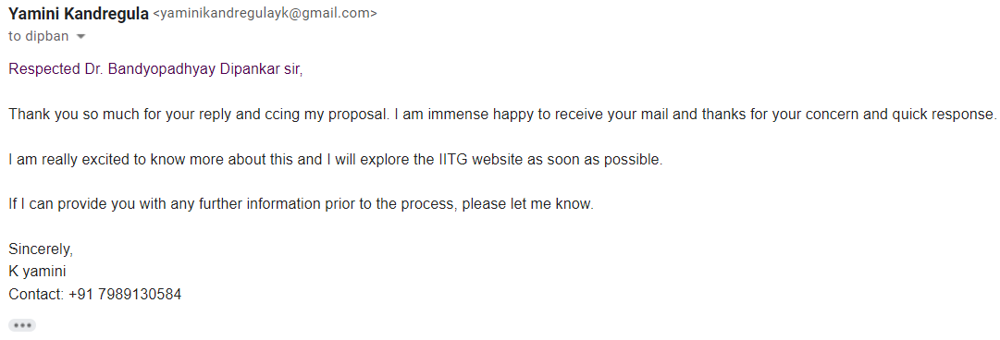 Yamini Kandregula <yaminikandregulayk@gmail.com>
to dipban
Respected Dr. Bandyopadhyay Dipankar sir,
Thank you so much for your reply and ccing my proposal. I am immense happy to receive your mail and thanks for your concern and quick response.
I am really excited to know more about this and I will explore the IITG website as soon as possible.
If I can provide you with any further information prior to the process, please let me know.
Sincerely,
K yamini
Contact: +91 7989130584